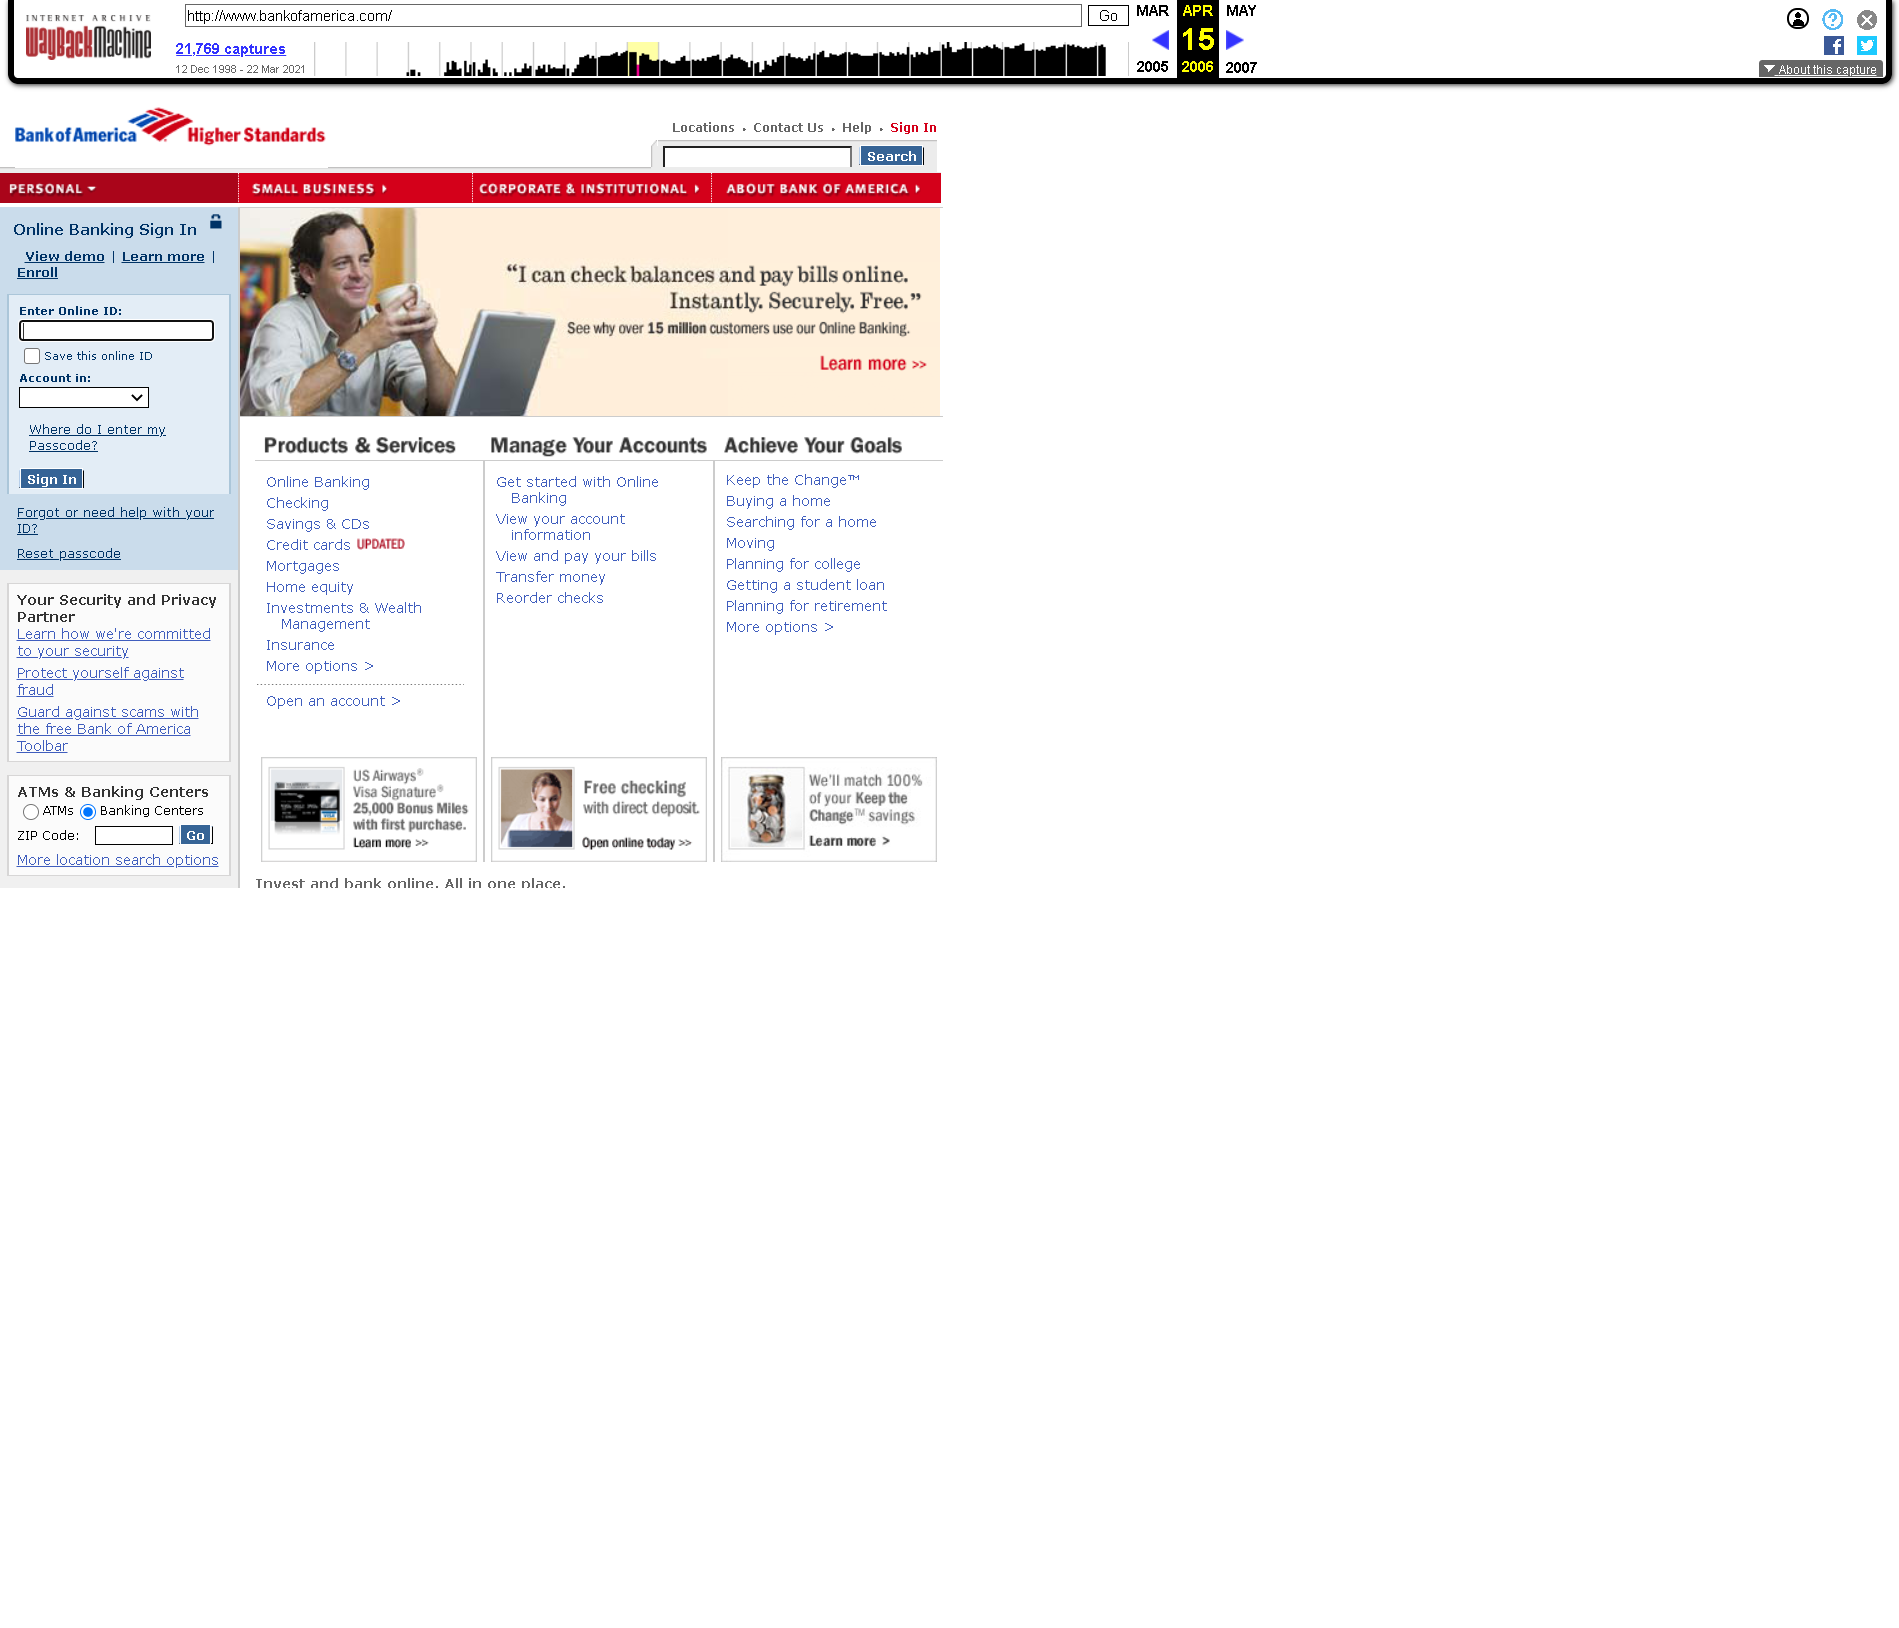 INTERNET ARCHIVE
WayBackMachine
http://www.bankofamerica.com/
Go
21,769 captures
12 Dec 1998 - 22 Mar 2021
MAR
APR
MAY
15
2005
2006
2007
About this capture
Bank of America Higher Standards
Locations • Contact Us • Help • Sign In
Search
PERSONAL
SMALL BUSINESS
CORPORATE & INSTITUTIONAL
ABOUT BANK OF AMERICA
Online Banking Sign In
View demo | Learn more |
Enroll
Enter Online ID:
Save this online ID
Account in:
Where do I enter my
Passcode?
Sign In
Forgot or need help with your
ID?
Reset passcode
Your Security and Privacy
Partner
Learn how we're committed
to your security
Protect yourself against
fraud
Guard against scams with
the free Bank of America
Toolbar
ATMs & Banking Centers
ATMs
Banking Centers
ZIP Code:
Go
More location search options
“I can check balances and pay bills online.
Instantly. Securely. Free.”
See why over 15 million customers use our Online Banking.
Learn more >>
Products & Services
Online Banking
Checking
Savings & CDs
Credit cards UPDATED
Mortgages
Home equity
Investments & Wealth
Management
Insurance
More options >
Open an account >
Manage Your Accounts
Get started with Online
Banking
View your account
information
View and pay your bills
Transfer money
Reorder checks
Achieve Your Goals
Keep the Change™
Buying a home
Searching for a home
Moving
Planning for college
Getting a student loan
Planning for retirement
More options >
US Airways®
Visa Signature®
25,000 Bonus Miles
with first purchase.
Learn more >>
Free checking
with direct deposit.
Open online today >>
We'll match 100%
of your Keep the
Change™ savings
Learn more >
Invest and bank online. All in one place.